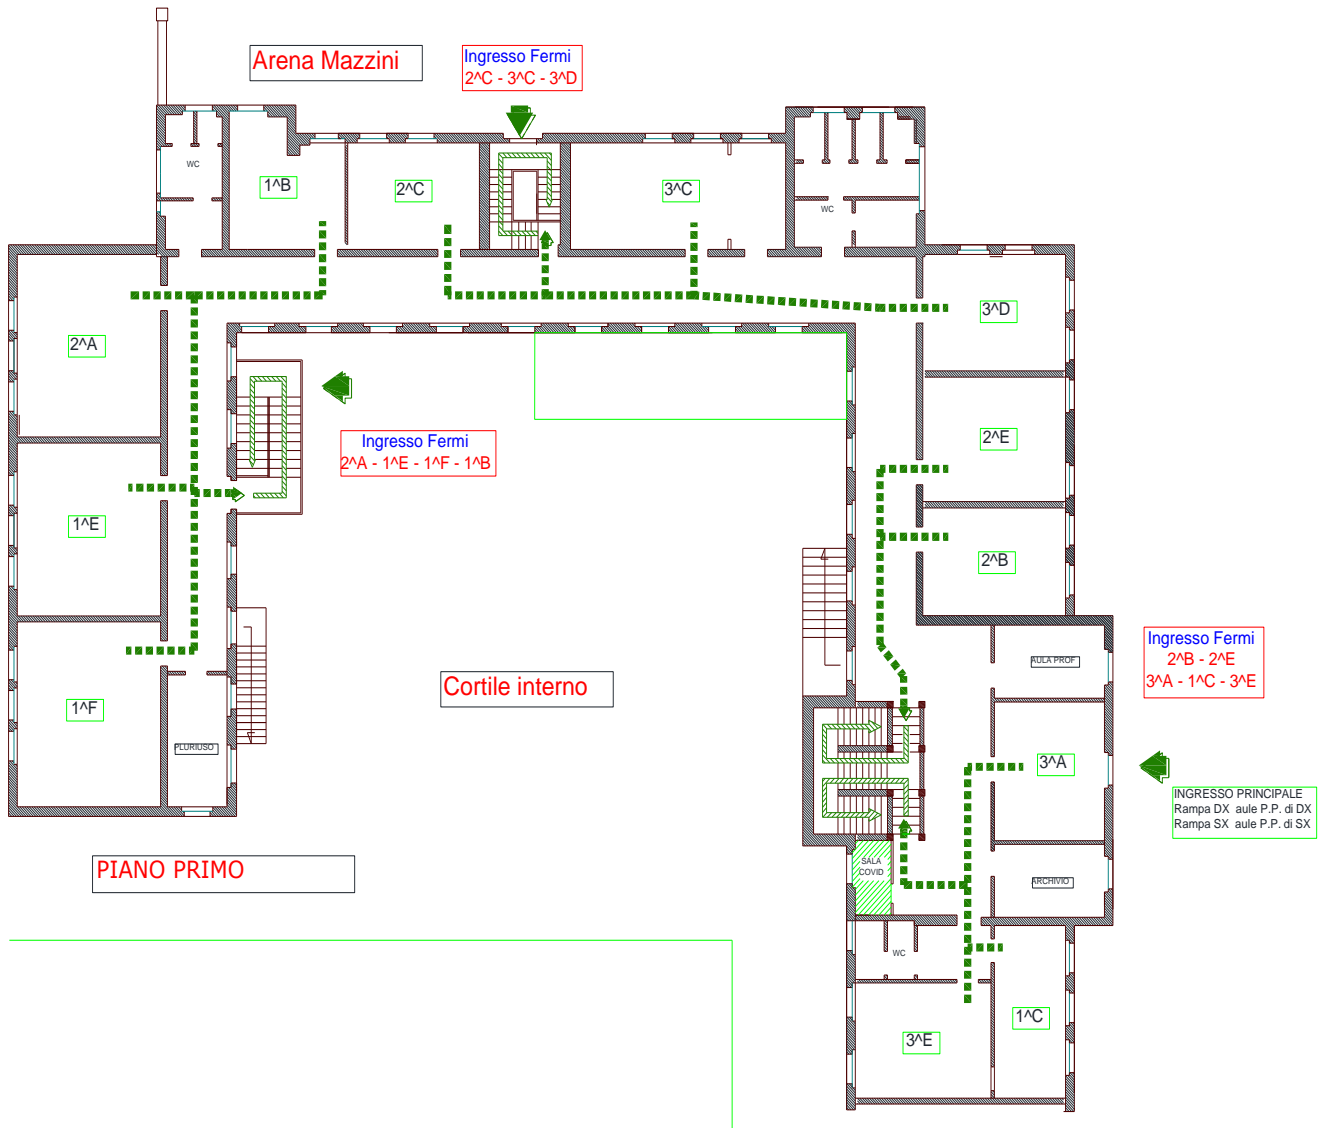 Arena Mazzini
Ingresso Fermi
2^C - 3^C - 3^D
WC
1^B
2^C
3^C
WC
2^A
3^D
2^E
Ingresso Fermi
2^A - 1^E - 1^F - 1^B
1^E
2^B
Ingresso Fermi
2^B - 2^E
3^A - 1^C - 3^E
AULA PROF
Cortile interno
1^F
PLURIUSO
3^A
INGRESSO PRINCIPALE
Rampa DX aule P.P. di DX
Rampa SX aule P.P. di SX
PIANO PRIMO
SALA
COVID
ARCHIVIO
WC
1^C
3^E